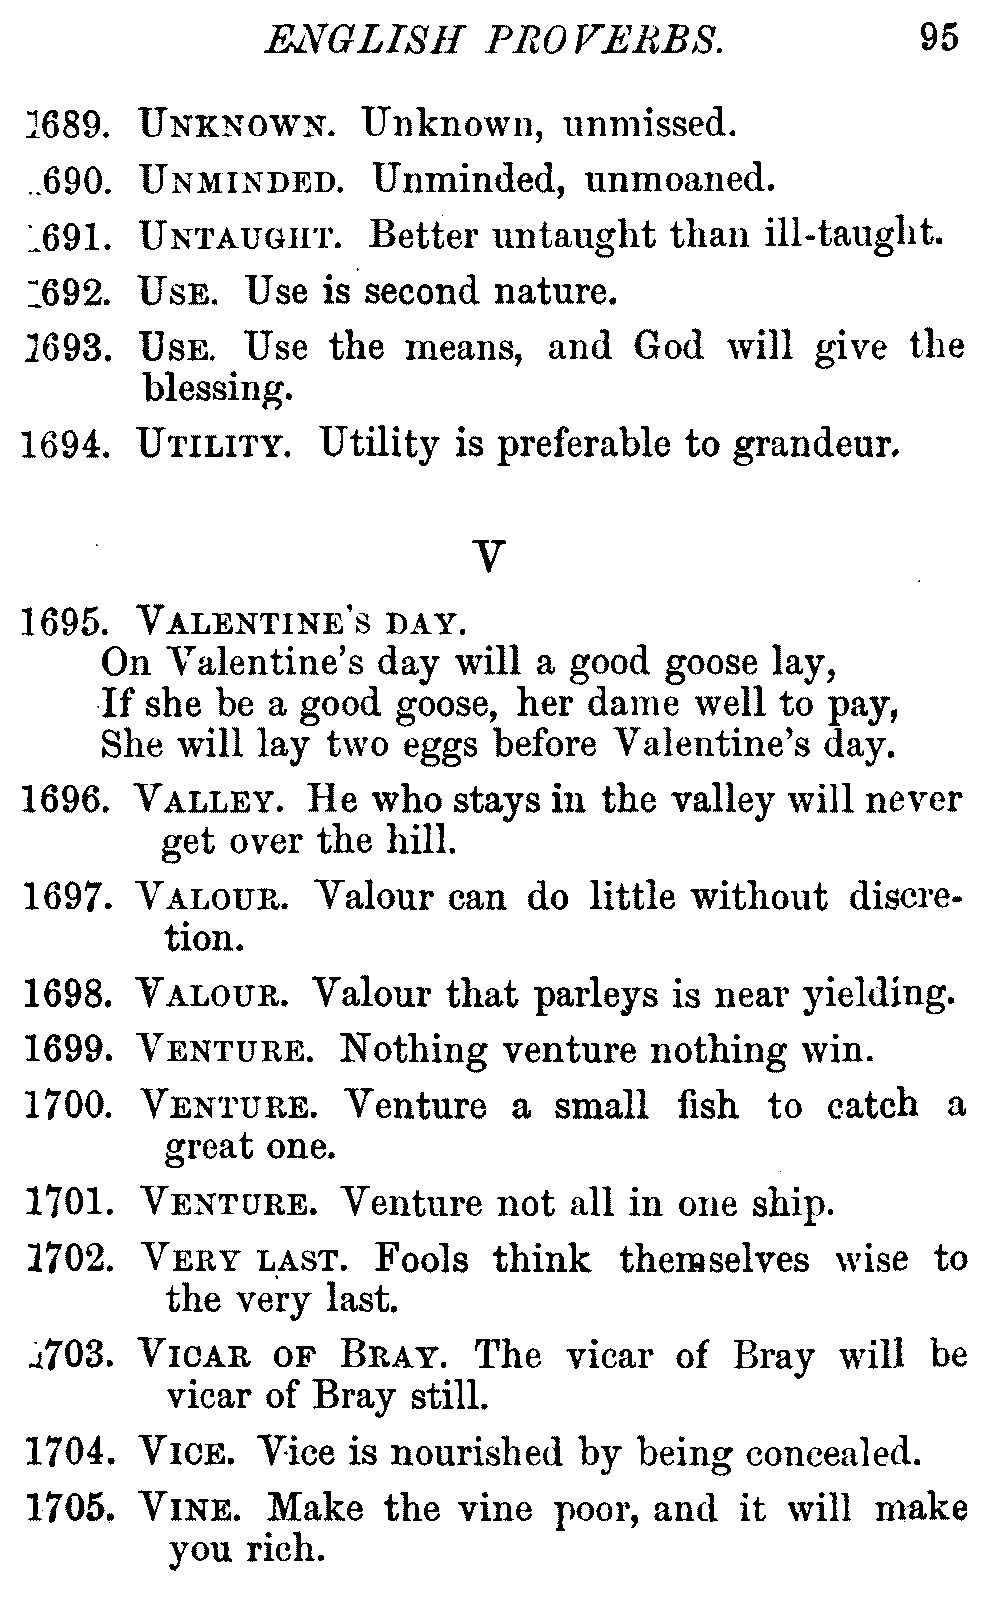 ENGLISH PROVERBS. 95
1689. UNKNOWN. Unknown, unmissed.
1690. UNMINDED. Unminded, unmoaned.
1691. UNTAUGHT. Better untaught than ill-taught.
1692. USE. Use is second nature.
1693. USE. Use the means, and God will give the
blessing.
1694. UTILITY. Utility is preferable to grandeur.
V
1695. VALENTINE'S DAY.
On Valentine's day will a good goose lay,
If she be a good goose, her dame well to pay,
She will lay two eggs before Valentine's day.
1696. VALLEY. He who stays in the valley will never
get over the hill.
1697. VALOUR. Valour can do little without discre-
tion.
1698. VALOUR. Valour that parleys is near yielding.
1699. VENTURE. Nothing venture nothing win.
1700. VENTURE. Venture a small fish to catch a
great one.
1701. VENTURE. Venture not all in one ship.
1702. VERY LAST. Fools think themselves wise to
the very last.
1703. VICAR OF BRAY. The vicar of Bray will be
vicar of Bray still.
1704. VICE. Vice is nourished by being concealed.
1705. VINE. Make the vine poor, and it will make
you rich.